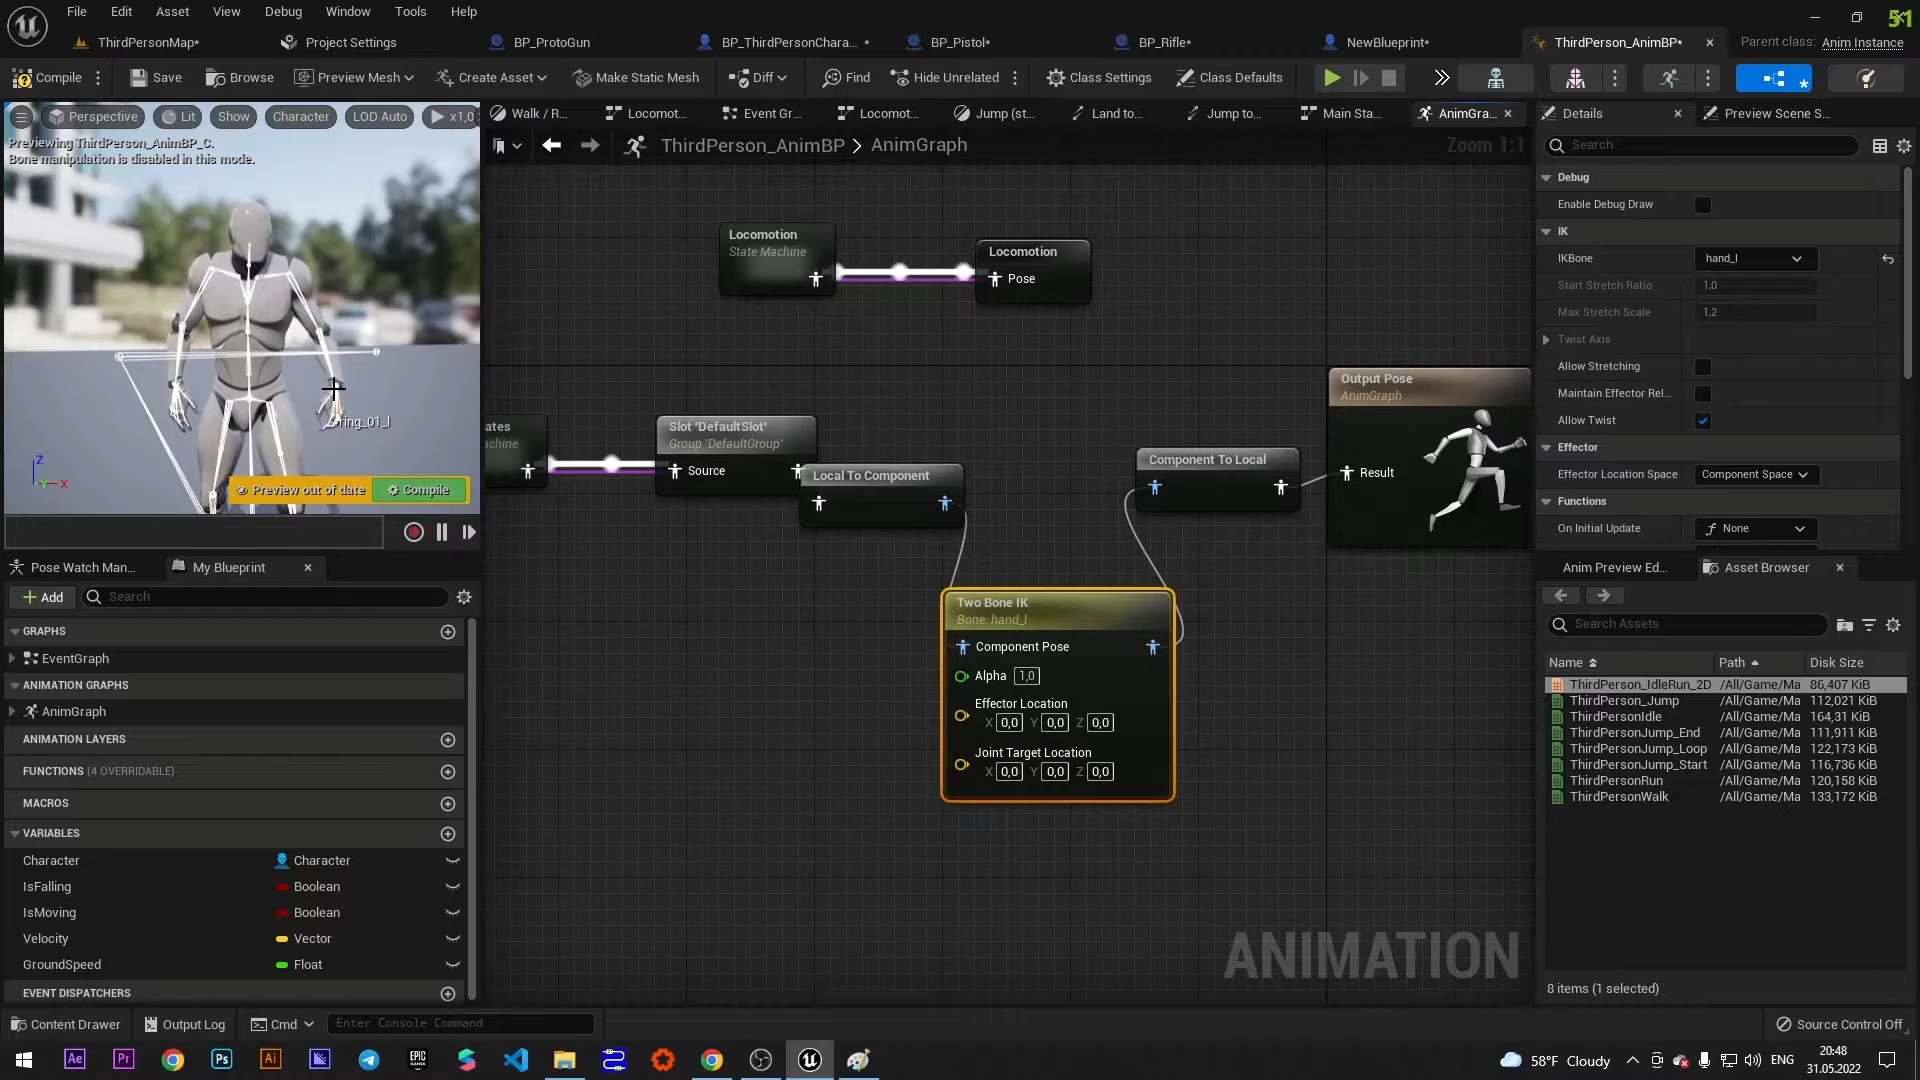 File Edit Asset View Debug Window Tools Help
ThirdPersonMap* Project Settings BP_ProtoGun BP_ThirdPersonChara... * BP_Pistol* BP_Rifle* NewBlueprint* ThirdPerson_AnimBP* Parent class: Anim Instance
Compile Save Browse Preview Mesh Create Asset Make Static Mesh Diff Find Hide Unrelated Class Settings Class Defaults
Perspective Lit Show Character LOD Auto x1,0
Previewing ThirdPerson_AnimBP_C.
Bone manipulation is disabled in this mode.
ring_01_l
Z
Y X
Preview out of date Compile
Walk / R... Locomot... Event Gr... Locomot... Jump (st... Land to... Jump to... Main Sta... AnimGra...
ThirdPerson_AnimBP > AnimGraph Zoom 1:1
Locomotion
State Machine
Locomotion
Pose
ates
achine
Slot 'DefaultSlot'
Group 'DefaultGroup'
Source
Local To Component
Component To Local
Output Pose
AnimGraph
Result
Two Bone IK
Bone: hand_l
Component Pose
Alpha 1,0
Effector Location
X 0,0 Y 0,0 Z 0,0
Joint Target Location
X 0,0 Y 0,0 Z 0,0
ANIMATION
Pose Watch Man... My Blueprint
Add Search
GRAPHS
EventGraph
ANIMATION GRAPHS
AnimGraph
ANIMATION LAYERS
FUNCTIONS (4 OVERRIDABLE)
MACROS
VARIABLES
Character Character
IsFalling Boolean
IsMoving Boolean
Velocity Vector
GroundSpeed Float
EVENT DISPATCHERS
Details Preview Scene S...
Search
Debug
Enable Debug Draw
IK
IKBone hand_l
Start Stretch Ratio 1,0
Max Stretch Scale 1,2
Twist Axis
Allow Stretching
Maintain Effector Rel...
Allow Twist
Effector
Effector Location Space Component Space
Functions
On Initial Update None
Anim Preview Ed... Asset Browser
Search Assets
Name Path Disk Size
ThirdPerson_IdleRun_2D /All/Game/Ma 86,407 KiB
ThirdPerson_Jump /All/Game/Ma 112,021 KiB
ThirdPersonIdle /All/Game/Ma 164,31 KiB
ThirdPersonJump_End /All/Game/Ma 111,911 KiB
ThirdPersonJump_Loop /All/Game/Ma 122,173 KiB
ThirdPersonJump_Start /All/Game/Ma 116,736 KiB
ThirdPersonRun /All/Game/Ma 120,158 KiB
ThirdPersonWalk /All/Game/Ma 133,172 KiB
8 items (1 selected)
Content Drawer Output Log Cmd Enter Console Command Source Control Off
Ae Pr Ps Ai EPIC GAMES 58°F Cloudy ENG 20:48
31.05.2022